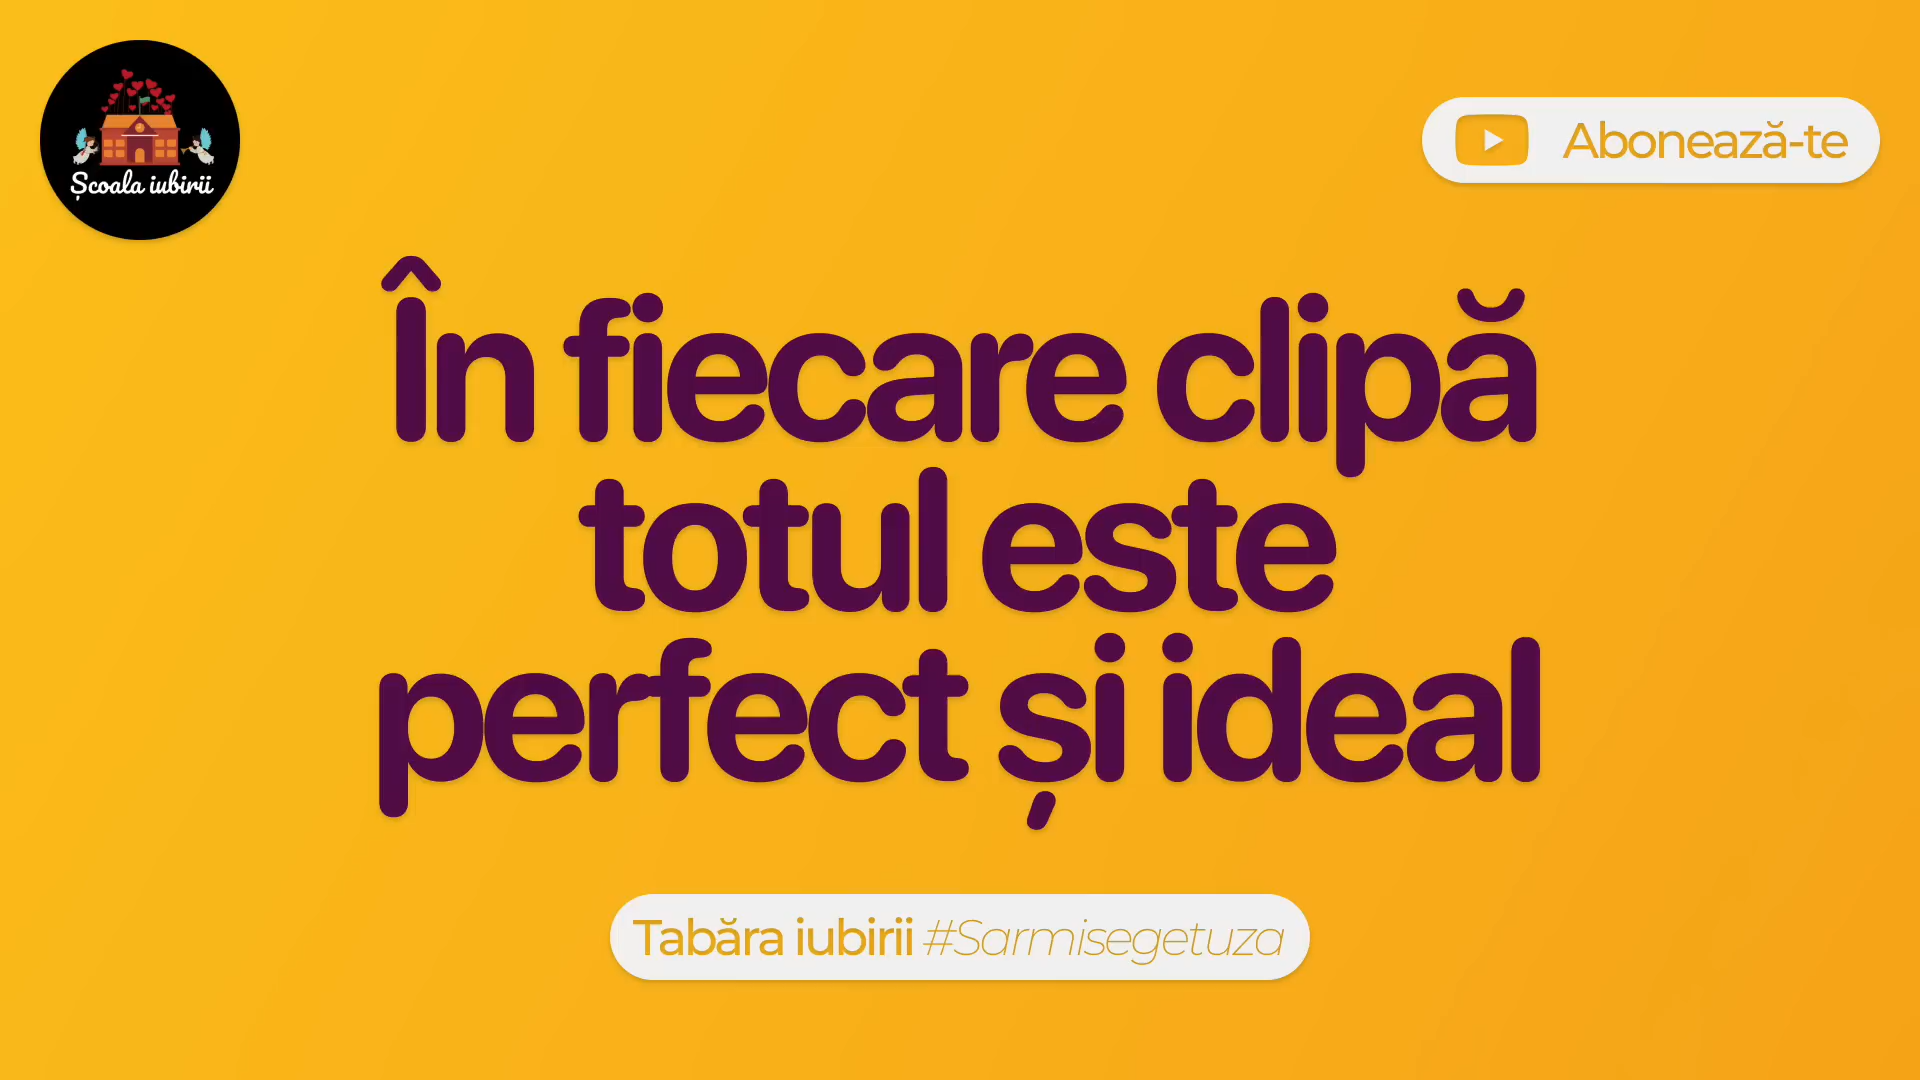 Școala iubirii
Abonează-te
În fiecare clipă
totul este
perfect și ideal
Tabăra iubirii #Sarmisegetuza